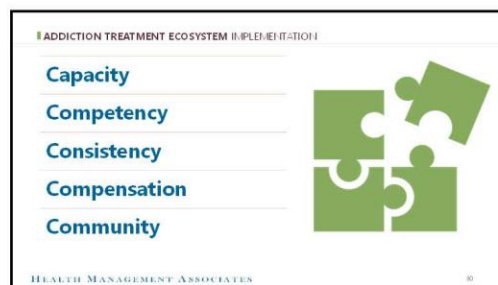 ADDICTION TREATMENT ECOSYSTEM IMPLEMENTATION
Capacity
Competency
Consistency
Compensation
Community
HEALTH MANAGEMENT ASSOCIATES